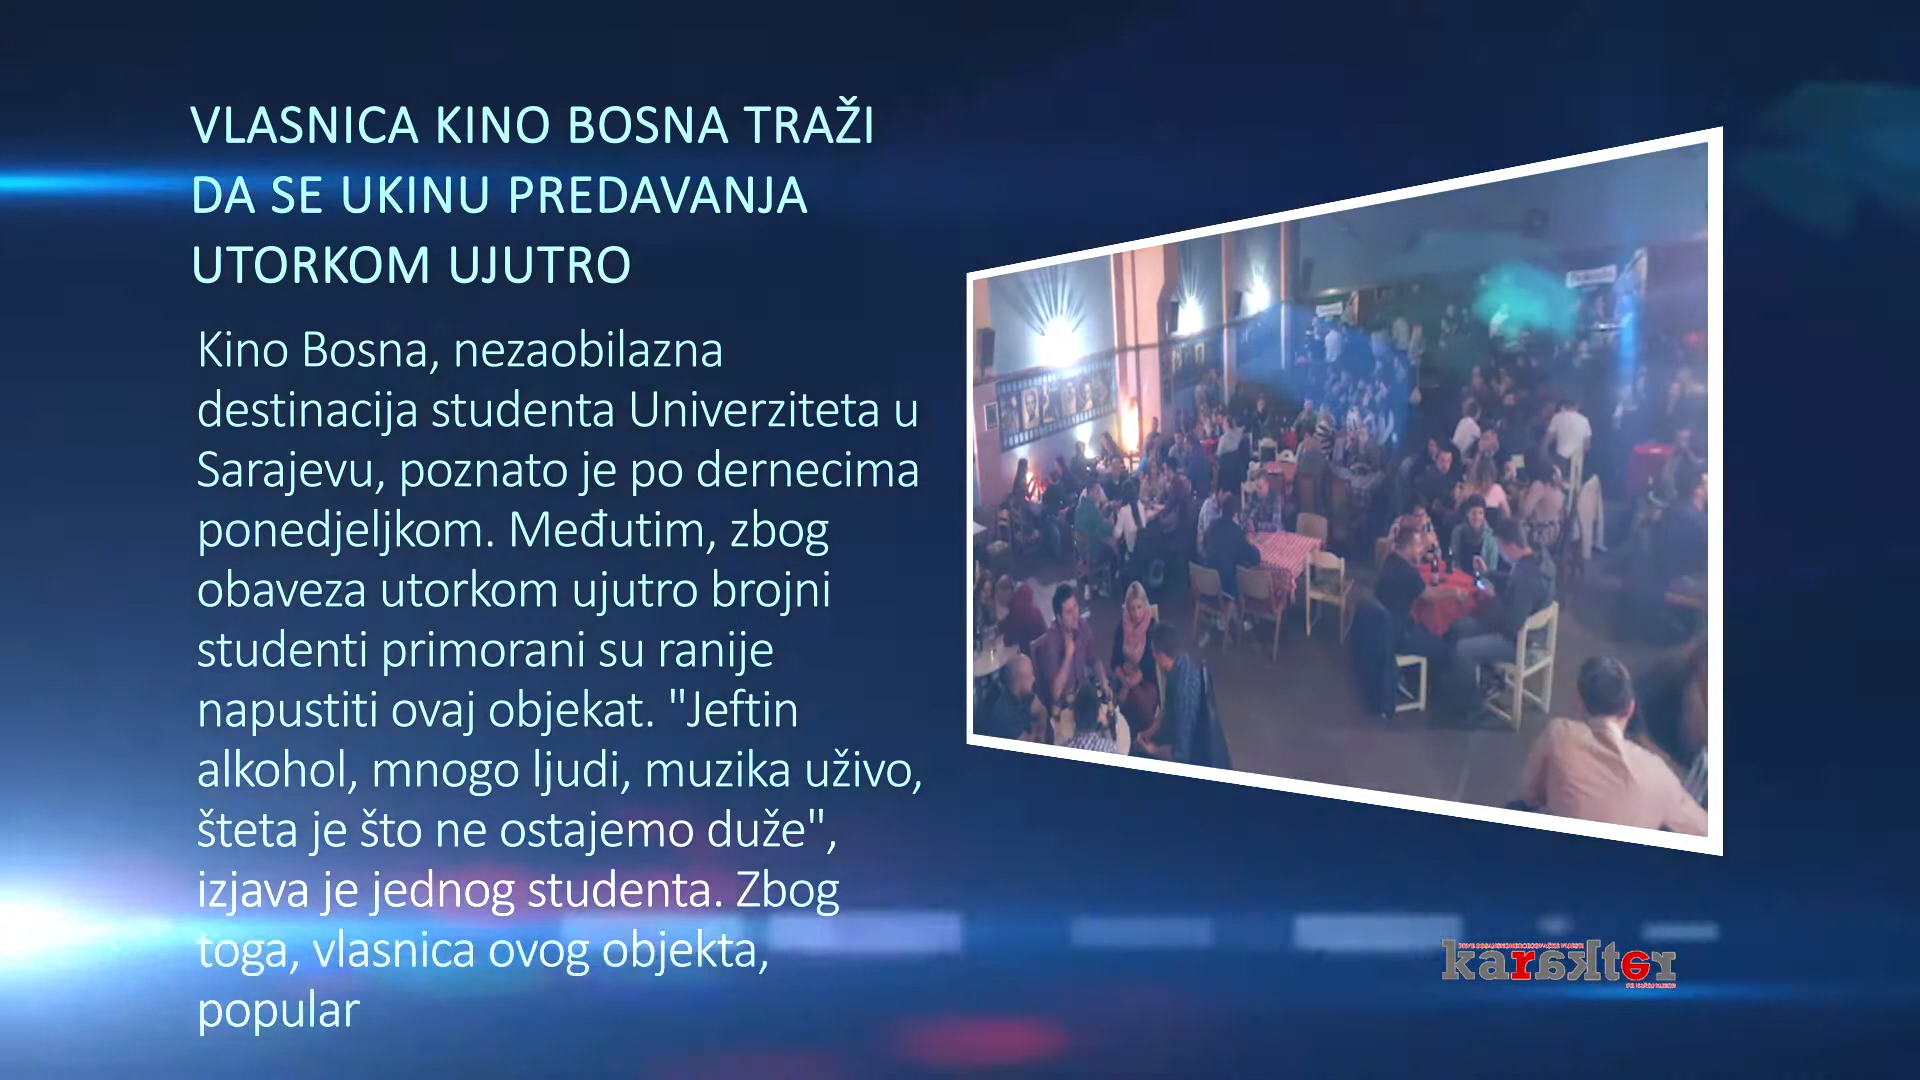 VLASNICA KINO BOSNA TRAŽI
DA SE UKINU PREDAVANJA
UTORKOM UJUTRO
Kino Bosna, nezaobilazna
destinacija studenta Univerziteta u
Sarajevu, poznato je po dernecima
ponedjeljkom. Međutim, zbog
obaveza utorkom ujutro brojni
studenti primorani su ranije
napustiti ovaj objekat. "Jeftin
alkohol, mnogo ljudi, muzika uživo,
šteta je što ne ostajemo duže",
izjava je jednog studenta. Zbog
toga, vlasnica ovog objekta,
popular
karakter